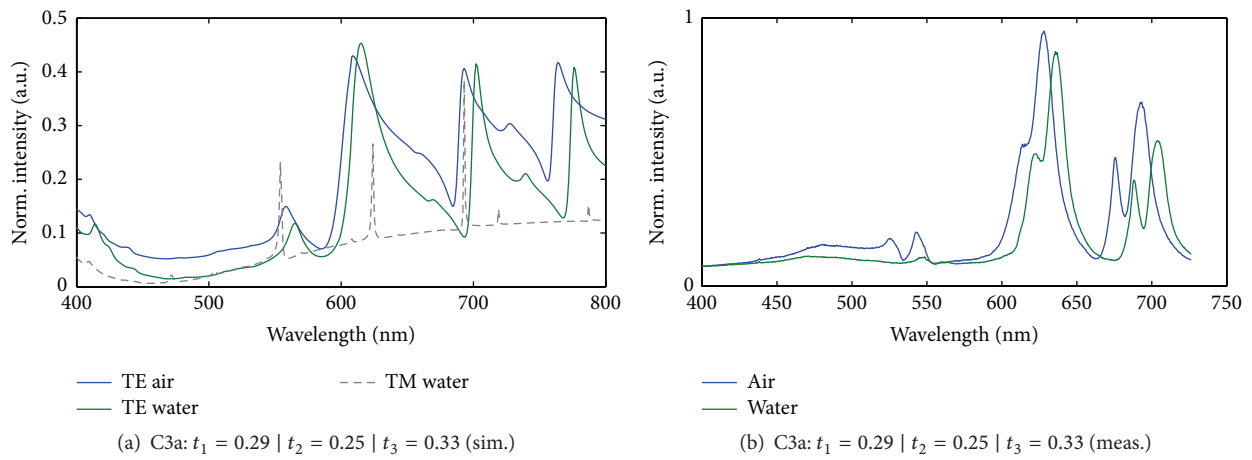 0.5
0.4
0.3
0.2
0.1
0
400 500 600 700 800
Norm. intensity (a.u.)
Wavelength (nm)
TE air
TE water
TM water
(a) C3a: t₁ = 0.29 | t₂ = 0.25 | t₃ = 0.33 (sim.)
1
1
400 450 500 550 600 650 700 750
Norm. intensity (a.u.)
Wavelength (nm)
Air
Water
(b) C3a: t₁ = 0.29 | t₂ = 0.25 | t₃ = 0.33 (meas.)